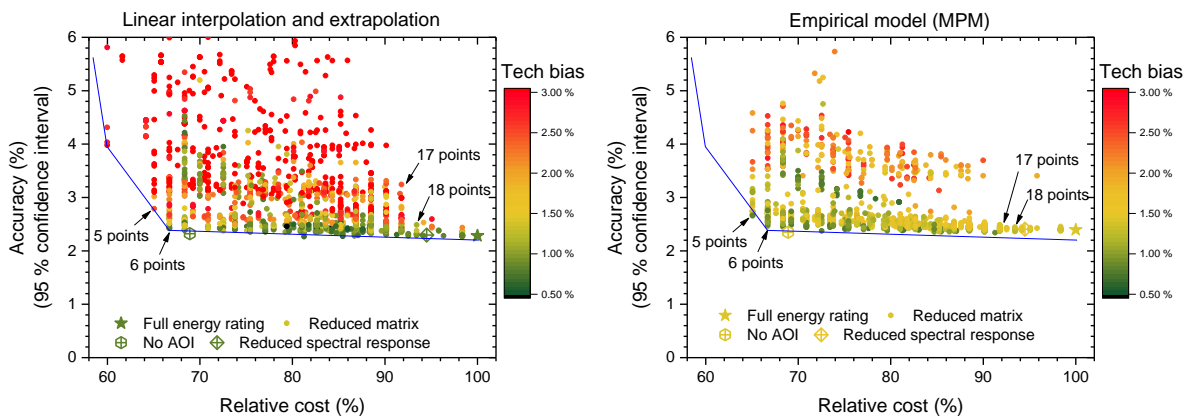 Linear interpolation and extrapolation
6
5
4
3
2
1
0
60 70 80 90 100
Accuracy (%)
(95 % confidence interval)
Relative cost (%)
17 points
18 points
5 points
6 points
Full energy rating Reduced matrix
No AOI Reduced spectral response
Tech bias
3.00 %
2.50 %
2.00 %
1.50 %
1.00 %
0.50 %
Empirical model (MPM)
6
5
4
3
2
1
0
60 70 80 90 100
Accuracy (%)
(95 % confidence interval)
Relative cost (%)
17 points
18 points
5 points
6 points
Full energy rating Reduced matrix
No AOI Reduced spectral response
Tech bias
3.00 %
2.50 %
2.00 %
1.50 %
1.00 %
0.50 %